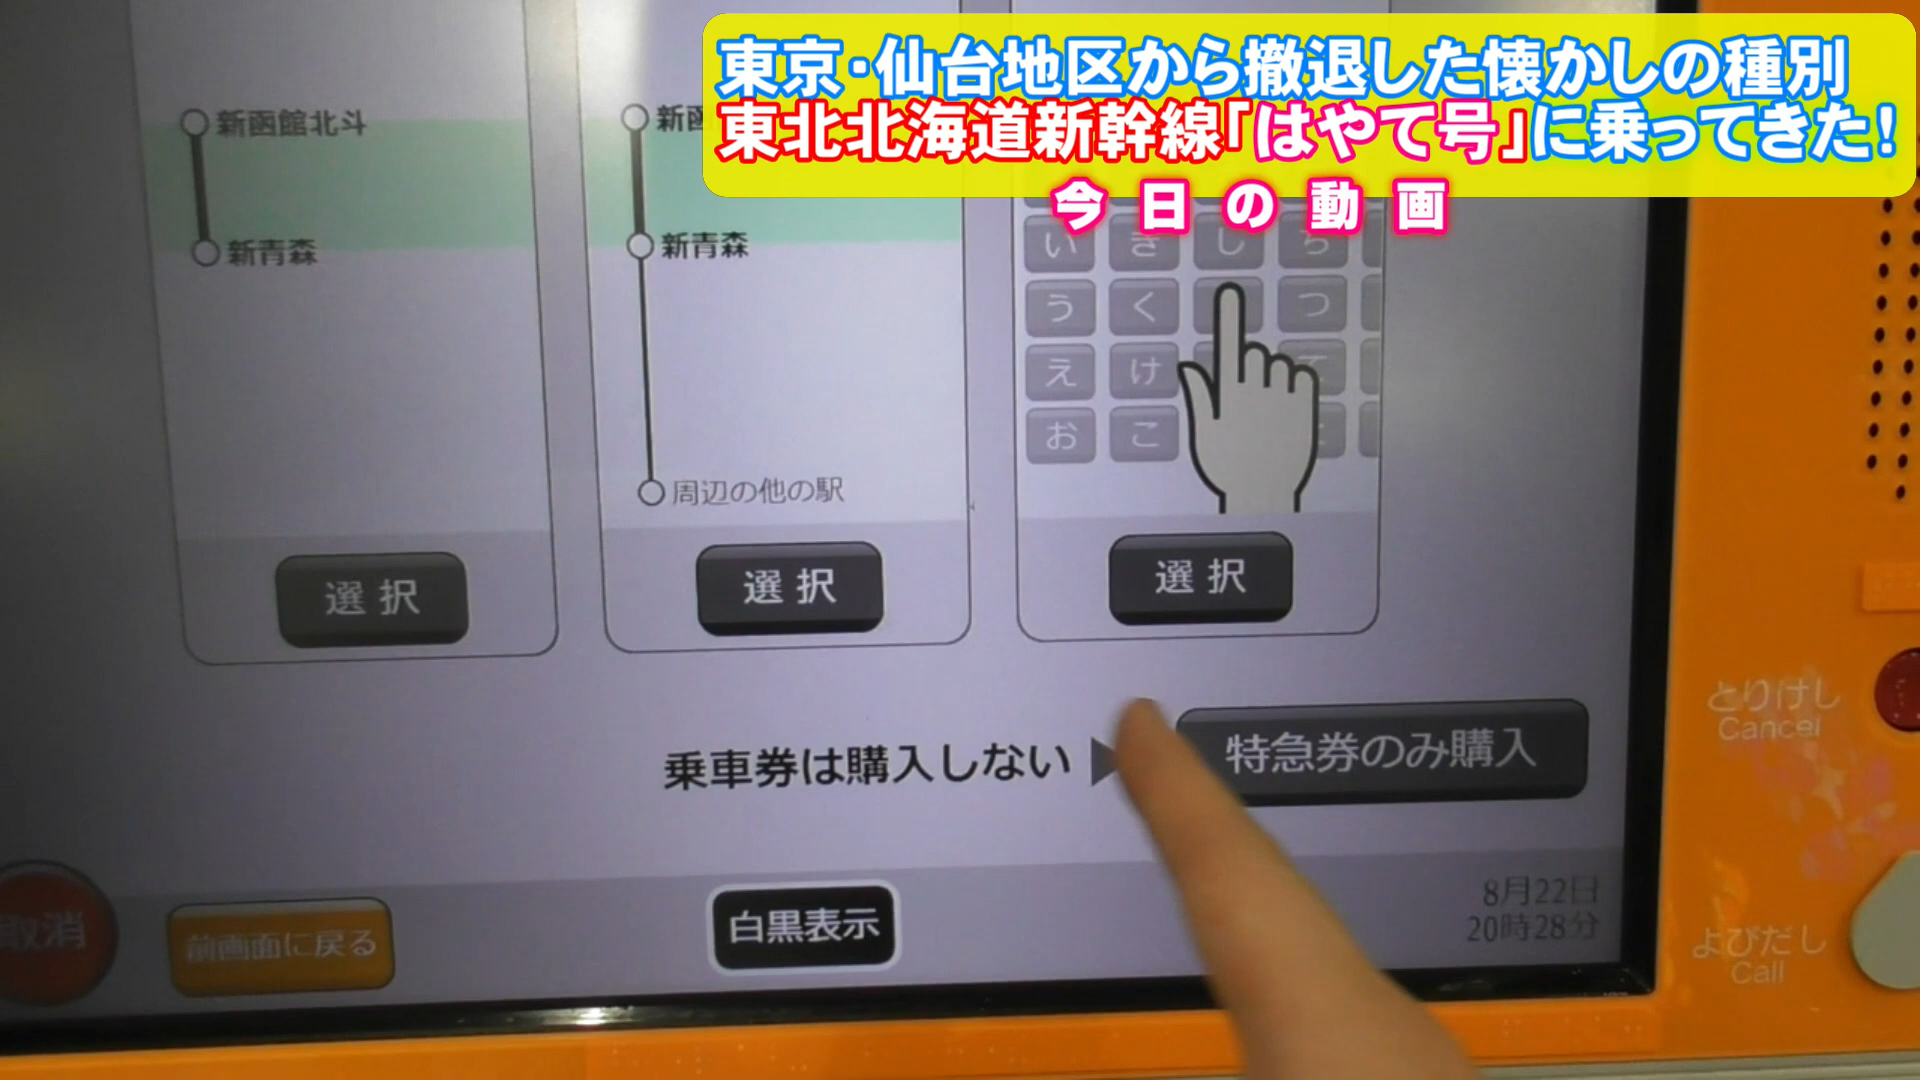 東京・仙台地区から撤退した懐かしの種別
東北北海道新幹線「はやて号」に乗ってきた!
今日の動画
新函館北斗
新青森
選択
新函
新青森
周辺の他の駅
選択
い き し ち
う く つ
え け て
お こ
選択
乗車券は購入しない
特急券のみ購入
取消
前画面に戻る
白黒表示
8月22日
20時28分
とりけし
Cancel
よびだし
Call